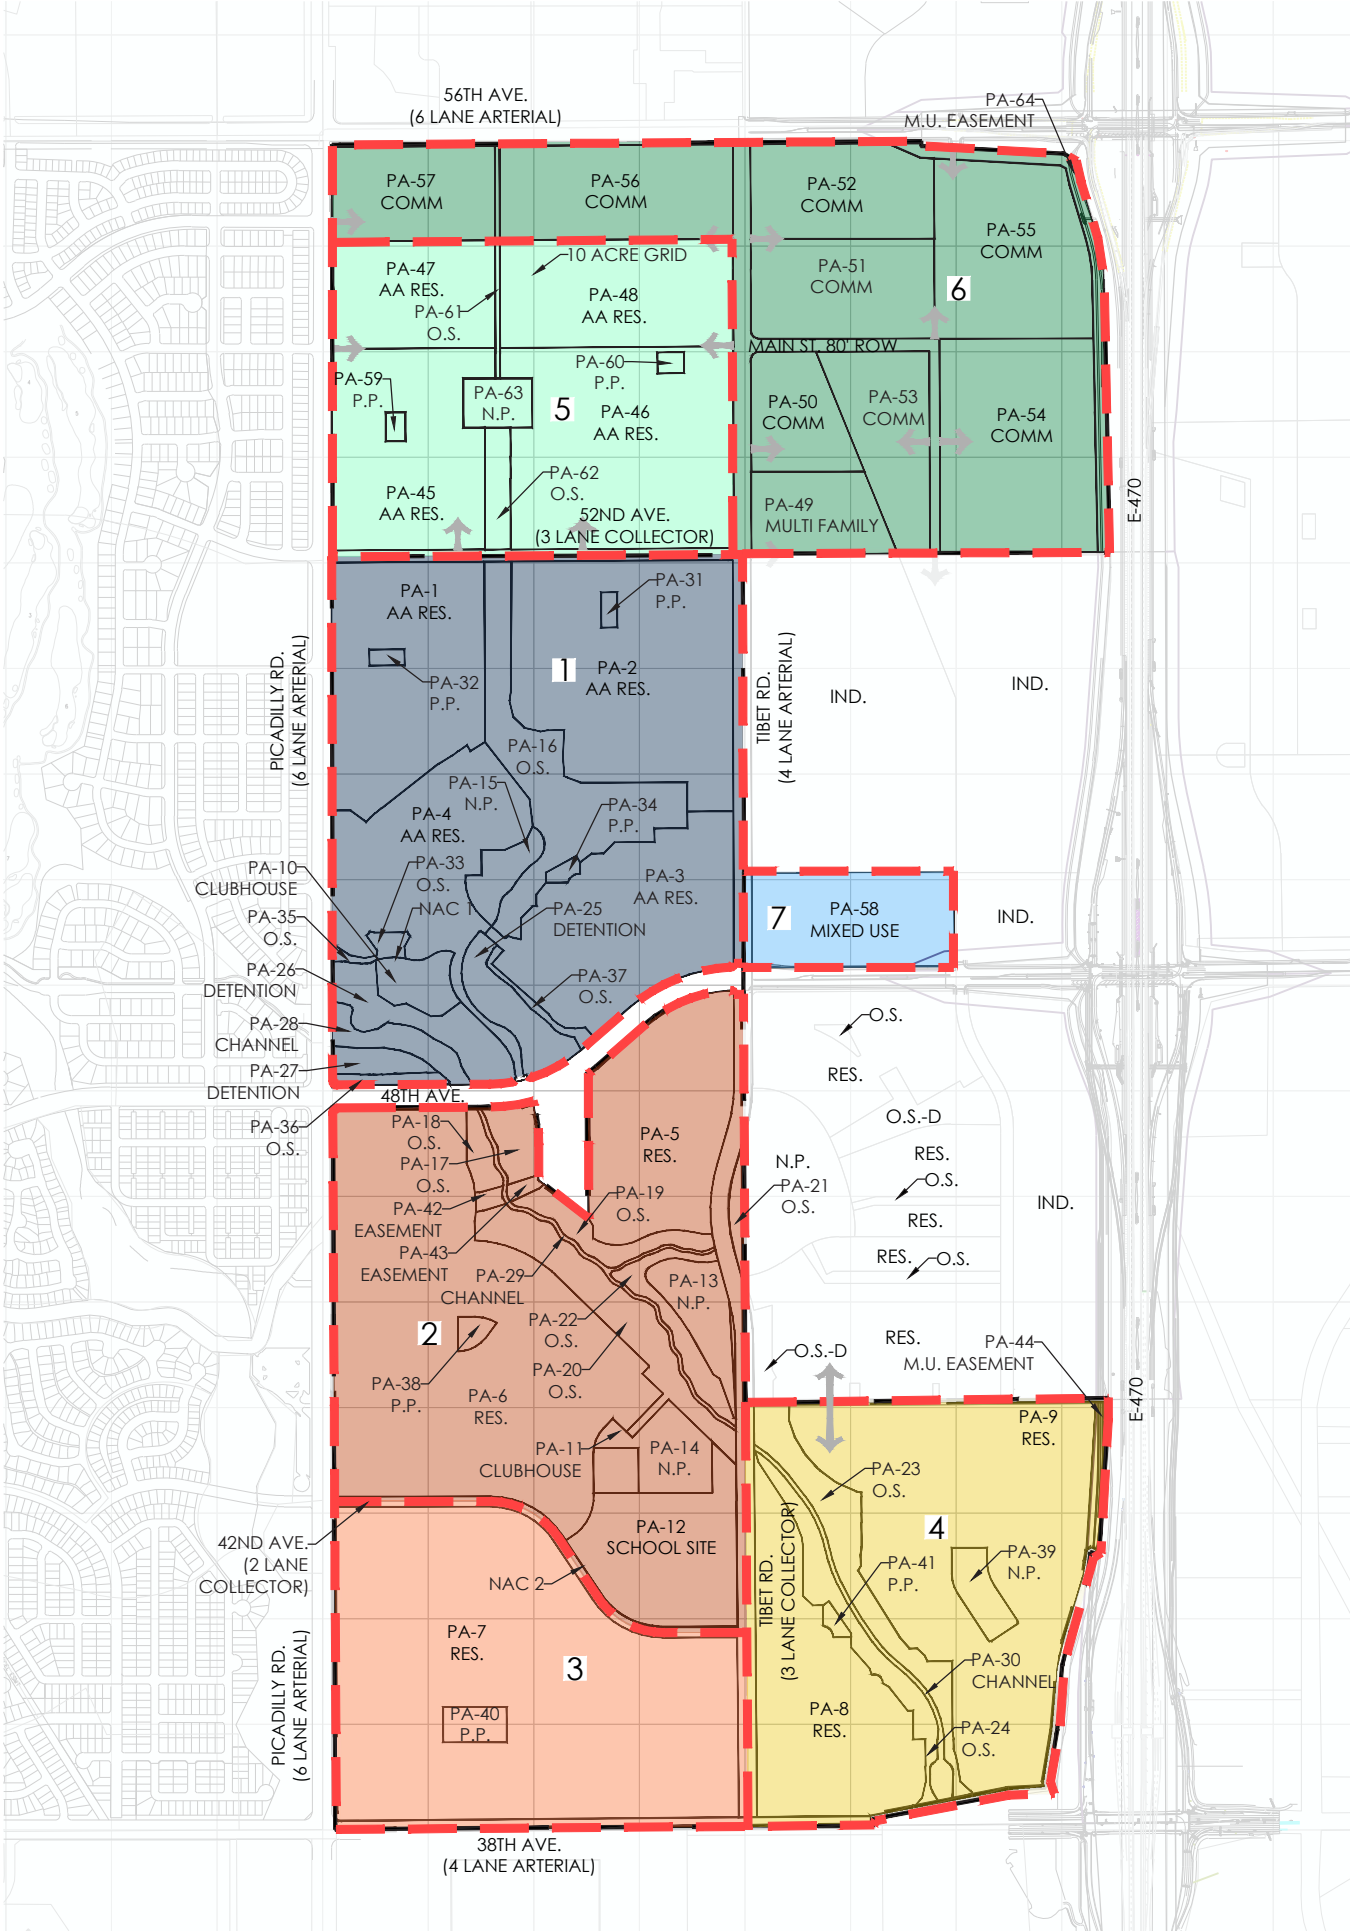 56TH AVE.
(6 LANE ARTERIAL)
PA-64
M.U. EASEMENT
PA-57
COMM
PA-56
COMM
PA-52
COMM
PA-55
COMM
PA-51
COMM
6
10 ACRE GRID
PA-47
AA RES.
PA-61
O.S.
PA-48
AA RES.
MAIN ST. 80' ROW
PA-60
P.P.
PA-59
P.P.
PA-63
N.P.
5
PA-46
AA RES.
PA-50
COMM
PA-53
COMM
PA-54
COMM
PA-62
O.S.
PA-45
AA RES.
52ND AVE.
(3 LANE COLLECTOR)
PA-49
MULTI FAMILY
E-470
PA-1
AA RES.
PA-31
P.P.
PICADILLY RD.
(6 LANE ARTERIAL)
1
PA-2
AA RES.
PA-32
P.P.
TIBET RD.
(4 LANE ARTERIAL)
IND.
IND.
PA-16
O.S.
PA-15
N.P.
PA-34
P.P.
PA-4
AA RES.
PA-33
O.S.
PA-10
CLUBHOUSE
PA-3
AA RES.
NAC 1
PA-35
O.S.
PA-25
DETENTION
7
PA-58
MIXED USE
IND.
PA-26
DETENTION
PA-37
O.S.
PA-28
CHANNEL
PA-27
DETENTION
PA-36
O.S.
48TH AVE.
O.S.
RES.
PA-18
O.S.
PA-17
O.S.
PA-5
RES.
O.S.-D
RES.
N.P.
PA-21
O.S.
O.S.
RES.
IND.
PA-42
EASEMENT
PA-19
O.S.
PA-43
EASEMENT
RES.
O.S.
PA-29
CHANNEL
PA-13
N.P.
PA-22
O.S.
2
PA-20
O.S.
O.S.-D
RES.
PA-44
M.U. EASEMENT
PA-38
P.P.
PA-6
RES.
E-470
PA-9
RES.
PA-11
CLUBHOUSE
PA-14
N.P.
PA-23
O.S.
4
PA-12
SCHOOL SITE
42ND AVE.
(2 LANE
COLLECTOR)
NAC 2
TIBET RD.
(3 LANE COLLECTOR)
PA-41
P.P.
PA-39
N.P.
PICADILLY RD.
(6 LANE ARTERIAL)
PA-7
RES.
3
PA-30
CHANNEL
PA-40
P.P.
PA-8
RES.
PA-24
O.S.
38TH AVE.
(4 LANE ARTERIAL)